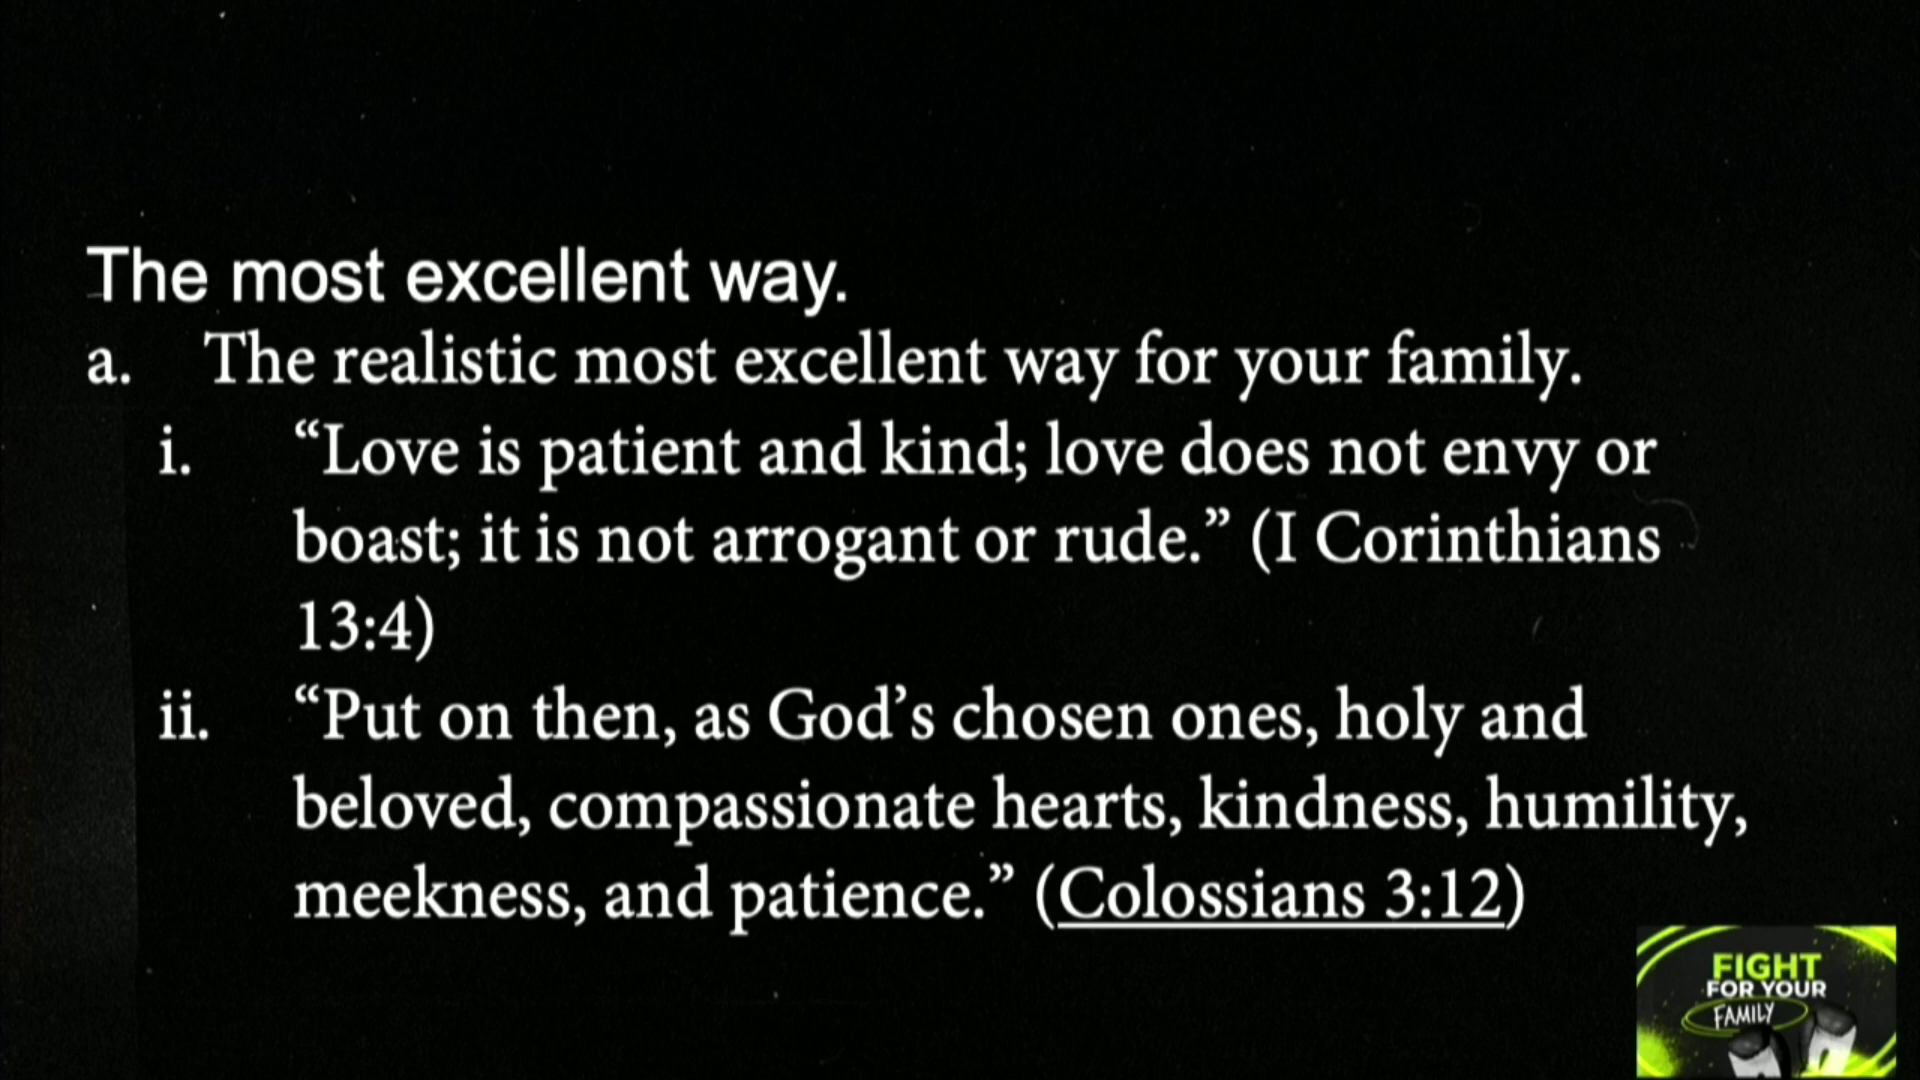 The most excellent way.
a. The realistic most excellent way for your family.
i. “Love is patient and kind; love does not envy or
boast; it is not arrogant or rude.” (I Corinthians
13:4)
ii. “Put on then, as God’s chosen ones, holy and
beloved, compassionate hearts, kindness, humility,
meekness, and patience.” (Colossians 3:12)
FIGHT
FOR YOUR
FAMILY